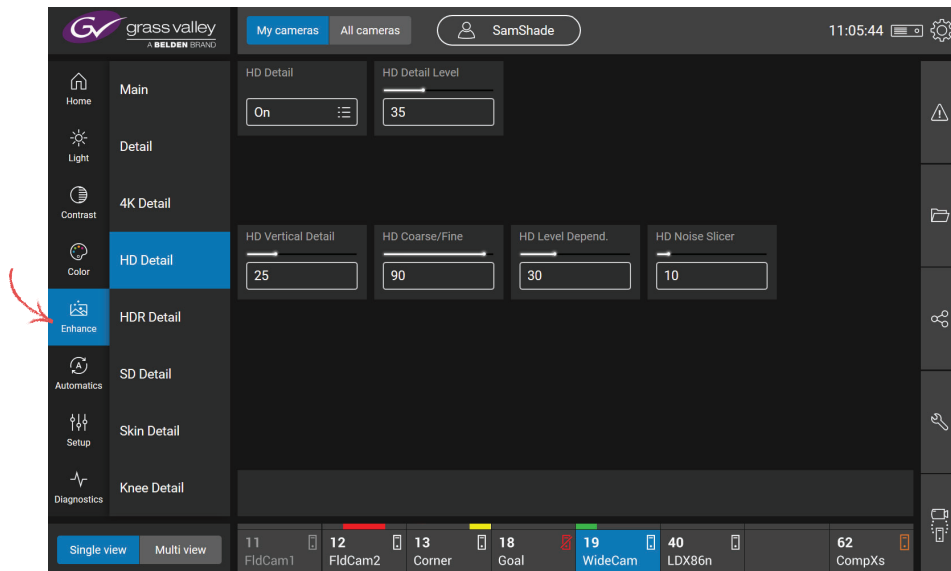 GV grass valley
A BELDEN BRAND
My cameras All cameras
SamShade
11:05:44
Home
Light
Contrast
Color
Enhance
A
Automatics
Setup
Diagnostics
Main
Detail
4K Detail
HD Detail
HDR Detail
SD Detail
Skin Detail
Knee Detail
HD Detail
On
HD Detail Level
35
HD Vertical Detail
25
HD Coarse/Fine
90
HD Level Depend.
30
HD Noise Slicer
10
Single view Multi view
11
FldCam1
12
FldCam2
13
Corner
18
Goal
19
WideCam
40
LDX86n
62
CompXs